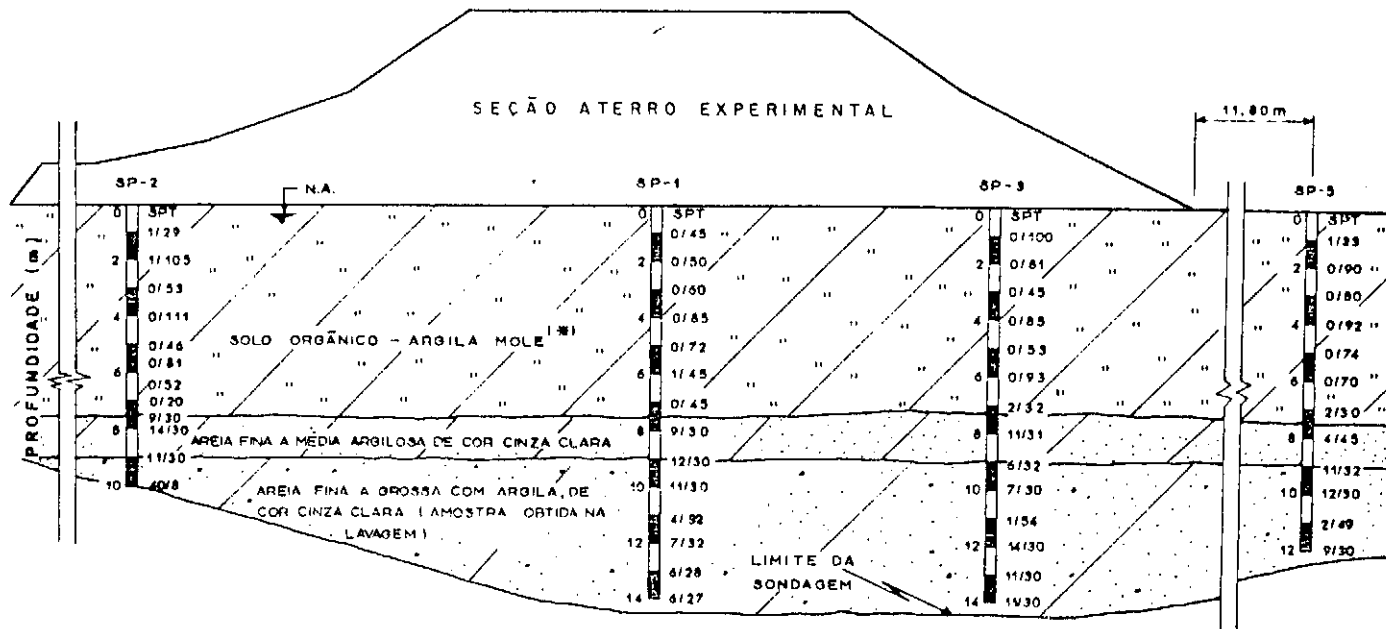 SEÇÃO ATERRO EXPERIMENTAL
11,80m
SP-2
N.A.
SP-1
SP-3
SP-5
PROFUNDIDADE (m)
0 SPT
1/29
2 1/105
0/53
4 0/111
0/46
0/81
6
0/52
0/20
9/30
8 14/30
11/30
10 40/8
0 SPT
0/45
2 0/50
0/60
4 0/85
0/72
6 1/45
0/45
8 9/30
12/30
10 11/30
4/32
12 7/32
6/28
14 6/27
0 SPT
0/100
2 0/81
0/45
4 0/85
0/53
6 0/93
2/32
8 11/31
6/32
10 7/30
1/54
12 14/30
11/30
14 11/30
0 SPT
1/33
2 0/90
0/80
4 0/92
0/74
6 0/70
2/30
8 4/45
11/32
10 12/30
2/49
12 9/30
SOLO ORGÂNICO - ARGILA MOLE (*)
AREIA FINA A MÉDIA ARGILOSA DE COR CINZA CLARA
AREIA FINA A GROSSA COM ARGILA, DE
COR CINZA CLARA (AMOSTRA OBTIDA NA
LAVAGEM)
LIMITE DA
SONDAGEM